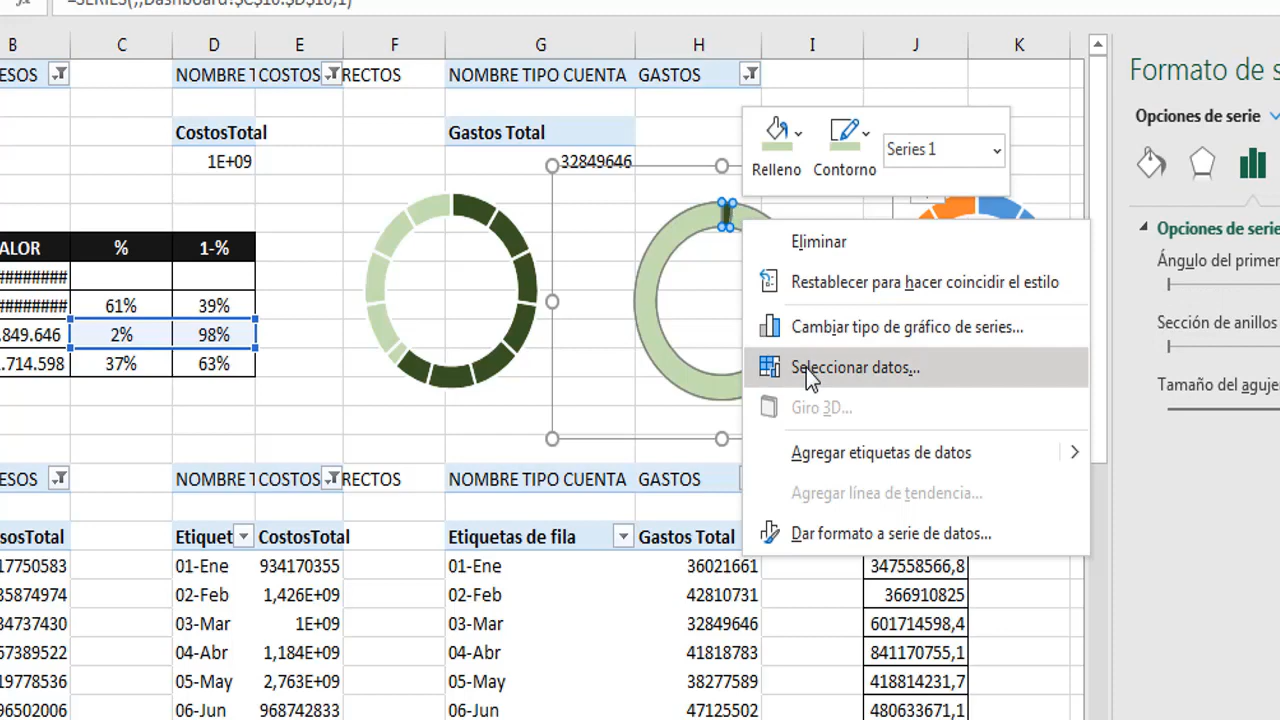 =SERIES(;;Dashboard!$C$10:$D$10;1)
B C D E F G H I J K
Formato de s
ESOS NOMBRE T COSTOS RECTOS NOMBRE TIPO CUENTA GASTOS
Opciones de serie
CostosTotal Gastos Total
1E+09 32849646
Series 1
Relleno Contorno
ALOR % 1-%
########
######## 61% 39%
.849.646 2% 98%
.714.598 37% 63%
Eliminar
Restablecer para hacer coincidir el estilo
Cambiar tipo de gráfico de series...
Seleccionar datos...
Giro 3D...
Agregar etiquetas de datos
Agregar línea de tendencia...
Dar formato a serie de datos...
Opciones de serie
Ángulo del primer
Sección de anillos
Tamaño del agujer
ESOS NOMBRE T COSTOS RECTOS NOMBRE TIPO CUENTA GASTOS
sosTotal Etiquet CostosTotal Etiquetas de fila Gastos Total
17750583 01-Ene 934170355 01-Ene 36021661 347558566,8
35874974 02-Feb 1,426E+09 02-Feb 42810731 366910825
34737430 03-Mar 1E+09 03-Mar 32849646 601714598,4
57389522 04-Abr 1,184E+09 04-Abr 41818783 841170755,1
19778536 05-May 2,763E+09 05-May 38277589 418814231,7
96502006 06-Jun 968742833 06-Jun 47125502 480633671,1